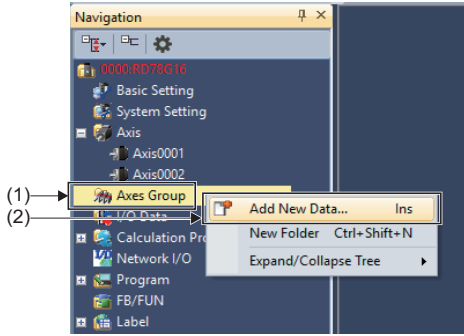 Navigation
0000:RD78G16
Basic Setting
System Setting
Axis
Axis0001
Axis0002
(1)
Axes Group
(2)
I/O Data
Add New Data... Ins
Calculation Pro
New Folder Ctrl+Shift+N
Network I/O
Expand/Collapse Tree
Program
FB/FUN
Label